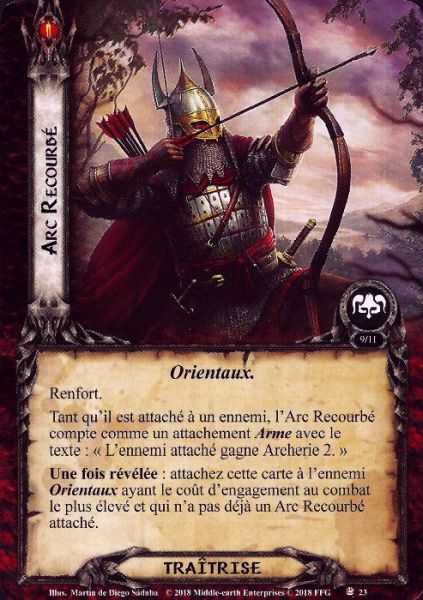 ARC RECOURBÉ
9/11
Orientaux.
Renfort.
Tant qu'il est attaché à un ennemi, l'Arc Recourbé
compte comme un attachement Arme avec le
texte : « L'ennemi attaché gagne Archerie 2. »
Une fois révélée : attachez cette carte à l'ennemi
Orientaux ayant le coût d'engagement au combat
le plus élevé et qui n'a pas déjà un Arc Recourbé
attaché.
TRAÎTRISE
Illus. Martin de Diego Sádaba © 2018 Middle-earth Enterprises © 2018 FFG 23